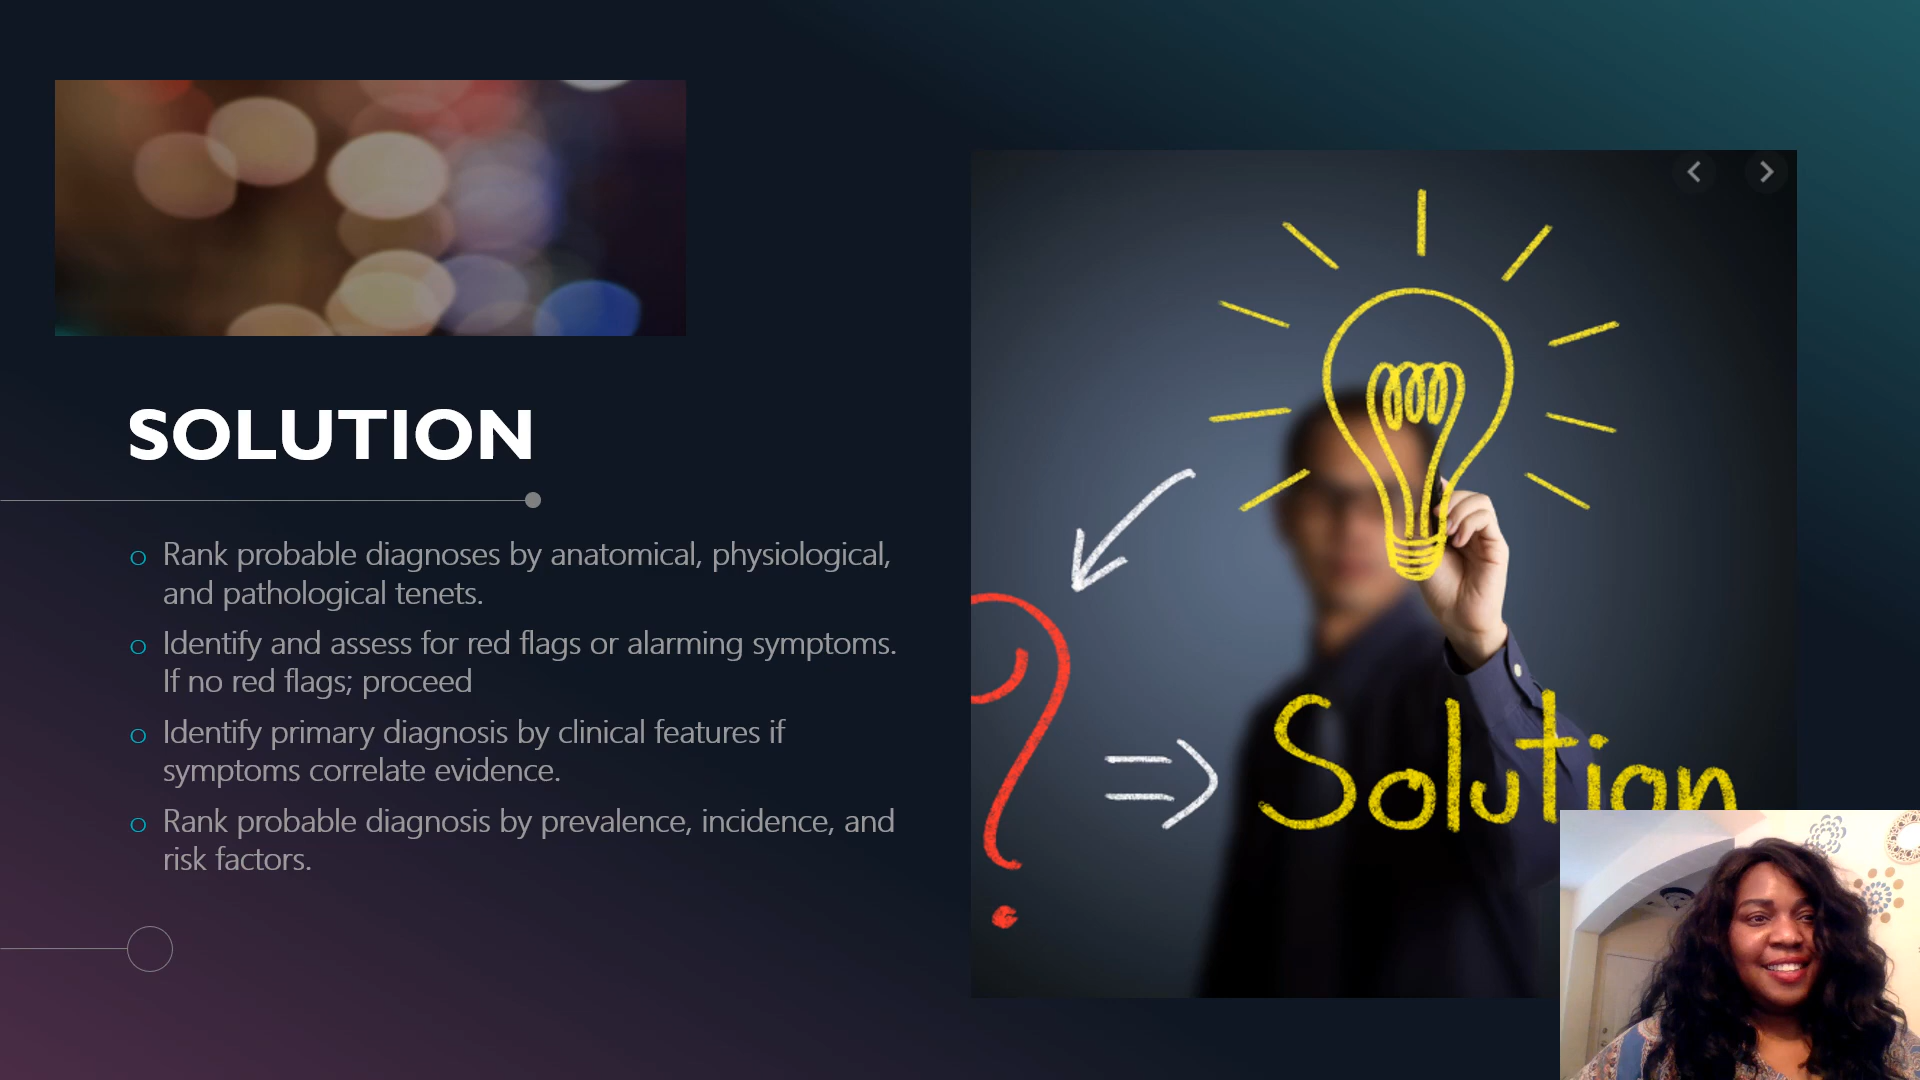 SOLUTION
Rank probable diagnoses by anatomical, physiological,
and pathological tenets.
Identify and assess for red flags or alarming symptoms.
If no red flags; proceed
Identify primary diagnosis by clinical features if
symptoms correlate evidence.
Rank probable diagnosis by prevalence, incidence, and
risk factors.
?
Solution